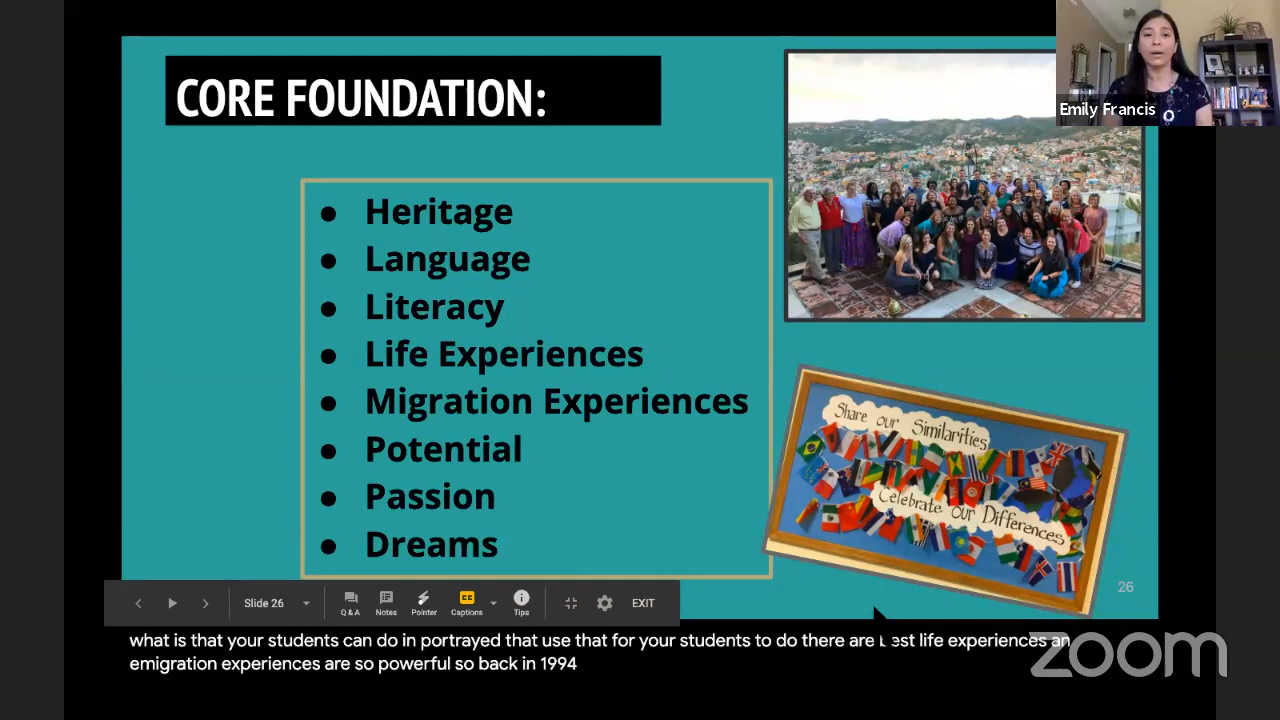 CORE FOUNDATION:
Emily Francis
● Heritage
● Language
● Literacy
● Life Experiences
● Migration Experiences
● Potential
● Passion
● Dreams
Share our Similarities
Celebrate our Differences
26
Slide 26
Q & A
Notes
Pointer
CC
Captions
Tips
EXIT
what is that your students can do in portrayed that use that for your students to do there are life experiences an
emigration experiences are so powerful so back in 1994
zoom